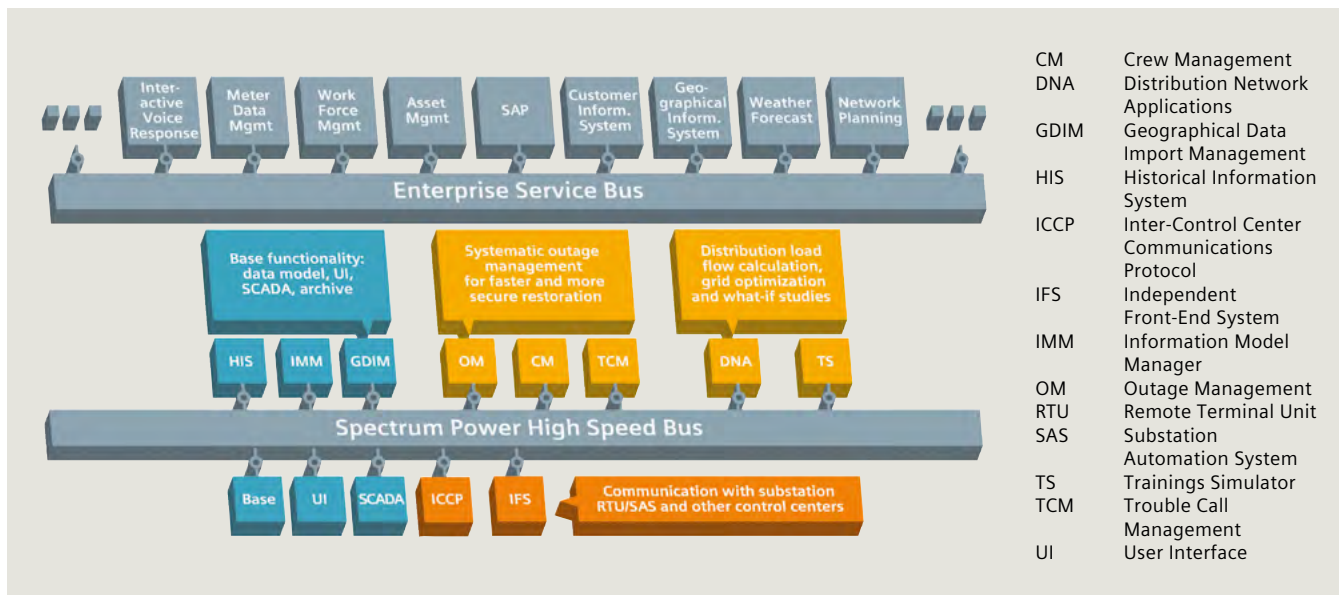 Inter-
active
Voice
Response
Meter
Data
Mgmt
Work
Force
Mgmt
Asset
Mgmt
SAP
Customer
Inform.
System
Geo-
graphical
Inform.
System
Weather
Forecast
Network
Planning
Enterprise Service Bus
Base functionality:
data model, UI,
SCADA, archive
Systematic outage
management
for faster and more
secure restoration
Distribution load
flow calculation,
grid optimization
and what-if studies
HIS
IMM
GDIM
OM
CM
TCM
DNA
TS
Spectrum Power High Speed Bus
Base
UI
SCADA
ICCP
IFS
Communication with substation
RTU/SAS and other control centers
CM Crew Management
DNA Distribution Network
Applications
GDIM Geographical Data
Import Management
HIS Historical Information
System
ICCP Inter-Control Center
Communications
Protocol
IFS Independent
Front-End System
IMM Information Model
Manager
OM Outage Management
RTU Remote Terminal Unit
SAS Substation
Automation System
TS Trainings Simulator
TCM Trouble Call
Management
UI User Interface